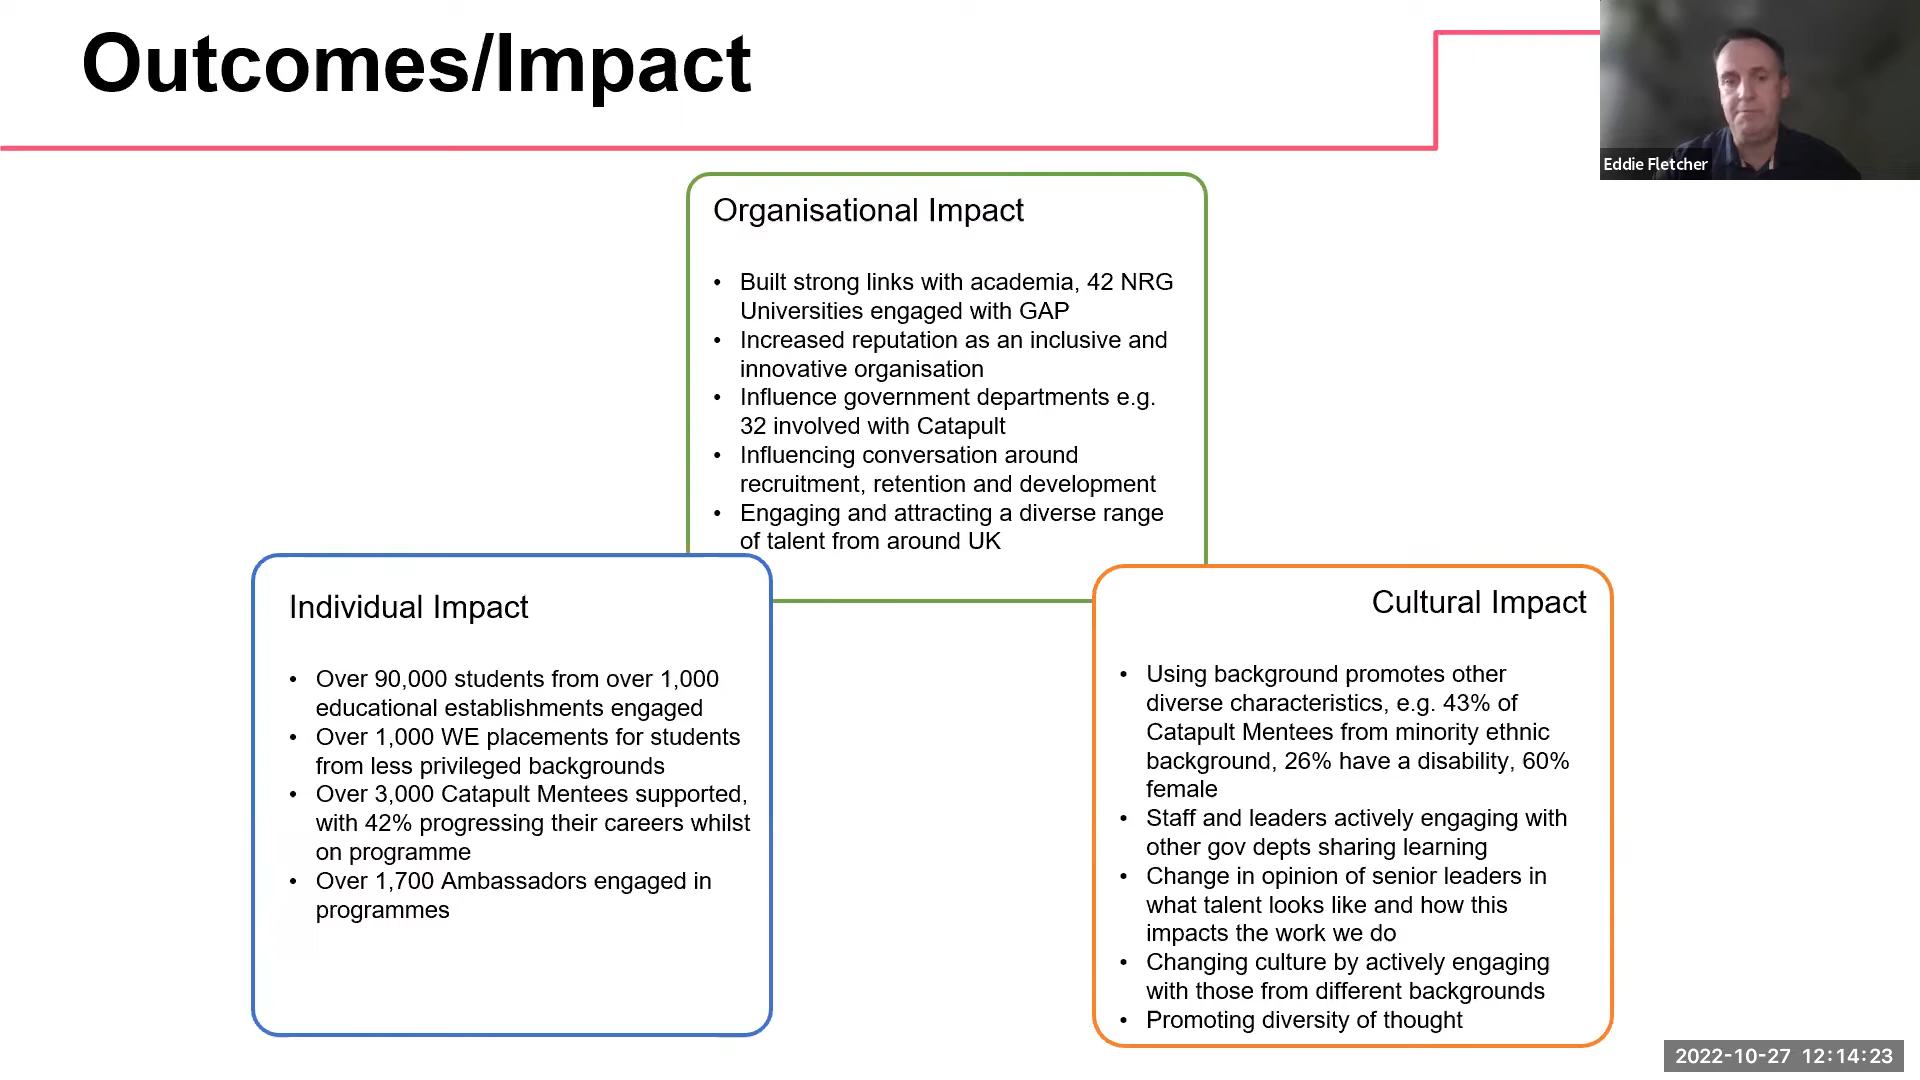 Outcomes/Impact
Eddie Fletcher
Organisational Impact
• Built strong links with academia, 42 NRG
Universities engaged with GAP
• Increased reputation as an inclusive and
innovative organisation
• Influence government departments e.g.
32 involved with Catapult
• Influencing conversation around
recruitment, retention and development
• Engaging and attracting a diverse range
of talent from around UK
Individual Impact
• Over 90,000 students from over 1,000
educational establishments engaged
• Over 1,000 WE placements for students
from less privileged backgrounds
• Over 3,000 Catapult Mentees supported,
with 42% progressing their careers whilst
on programme
• Over 1,700 Ambassadors engaged in
programmes
Cultural Impact
• Using background promotes other
diverse characteristics, e.g. 43% of
Catapult Mentees from minority ethnic
background, 26% have a disability, 60%
female
• Staff and leaders actively engaging with
other gov depts sharing learning
• Change in opinion of senior leaders in
what talent looks like and how this
impacts the work we do
• Changing culture by actively engaging
with those from different backgrounds
• Promoting diversity of thought
2022-10-27 12:14:23